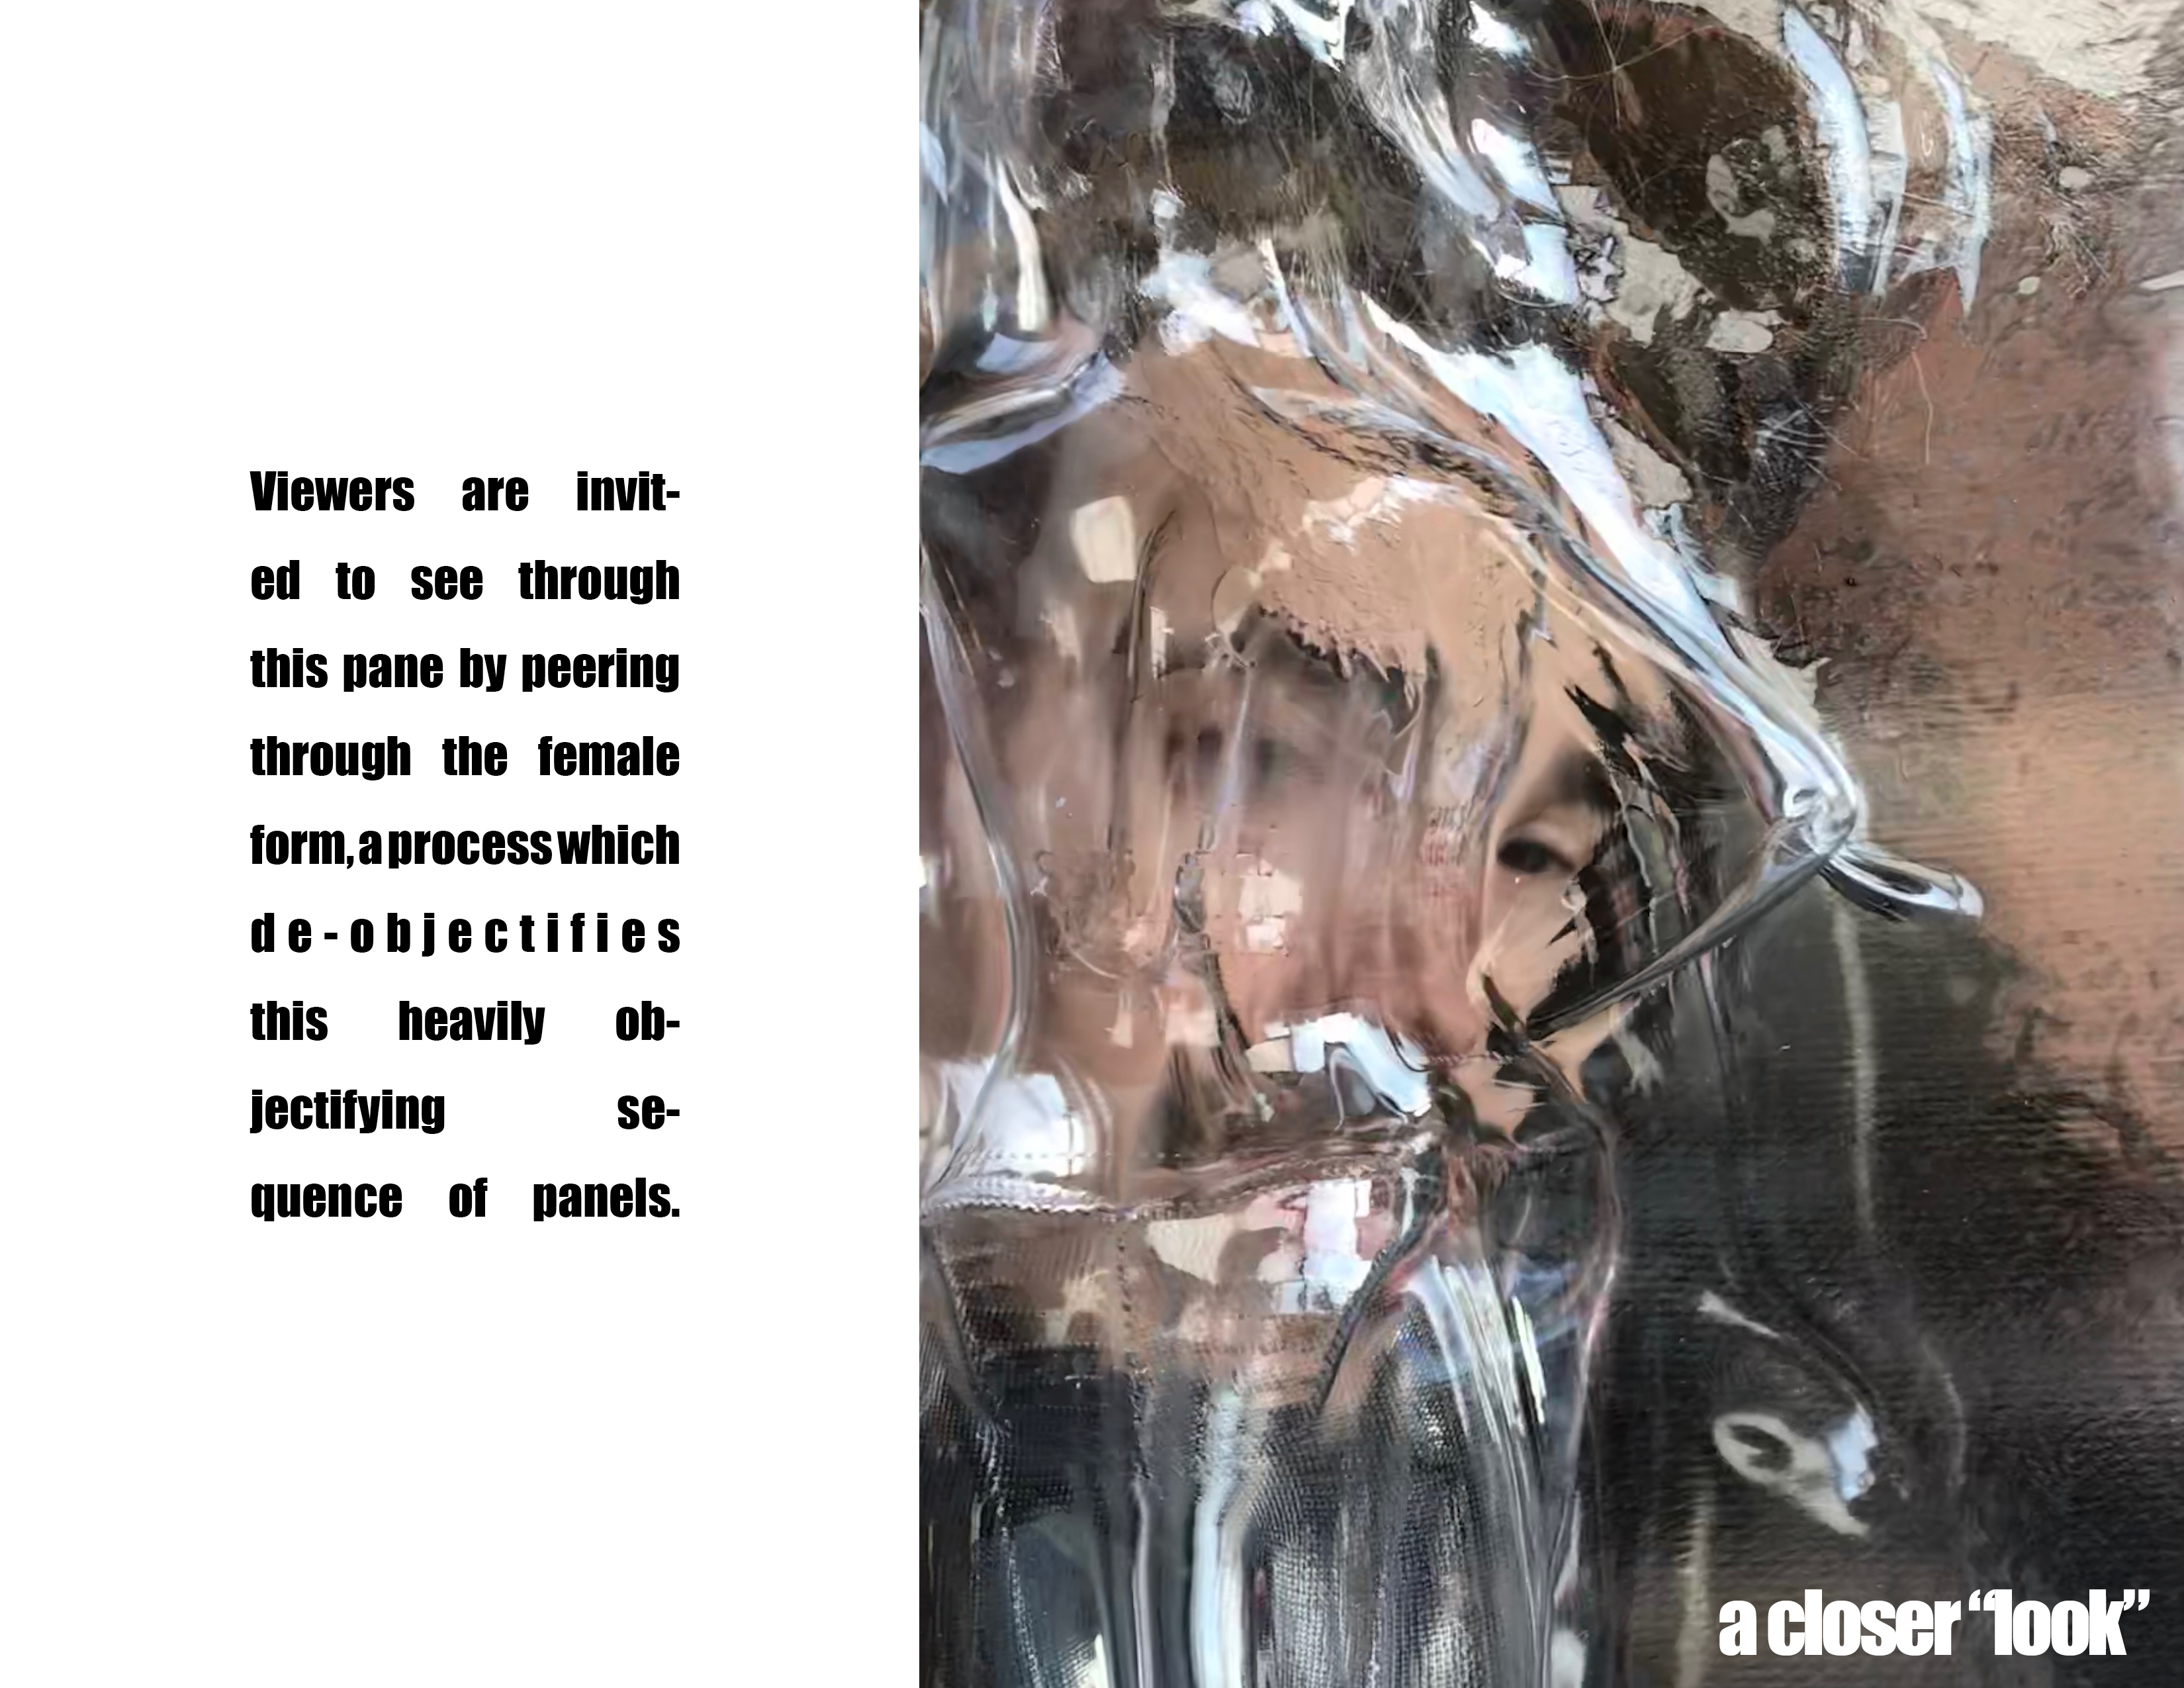 Viewers are invit-
ed to see through
this pane by peering
through the female
form, a process which
de-objectifies
this heavily ob-
jectifying se-
quence of panels.
a closer “look”